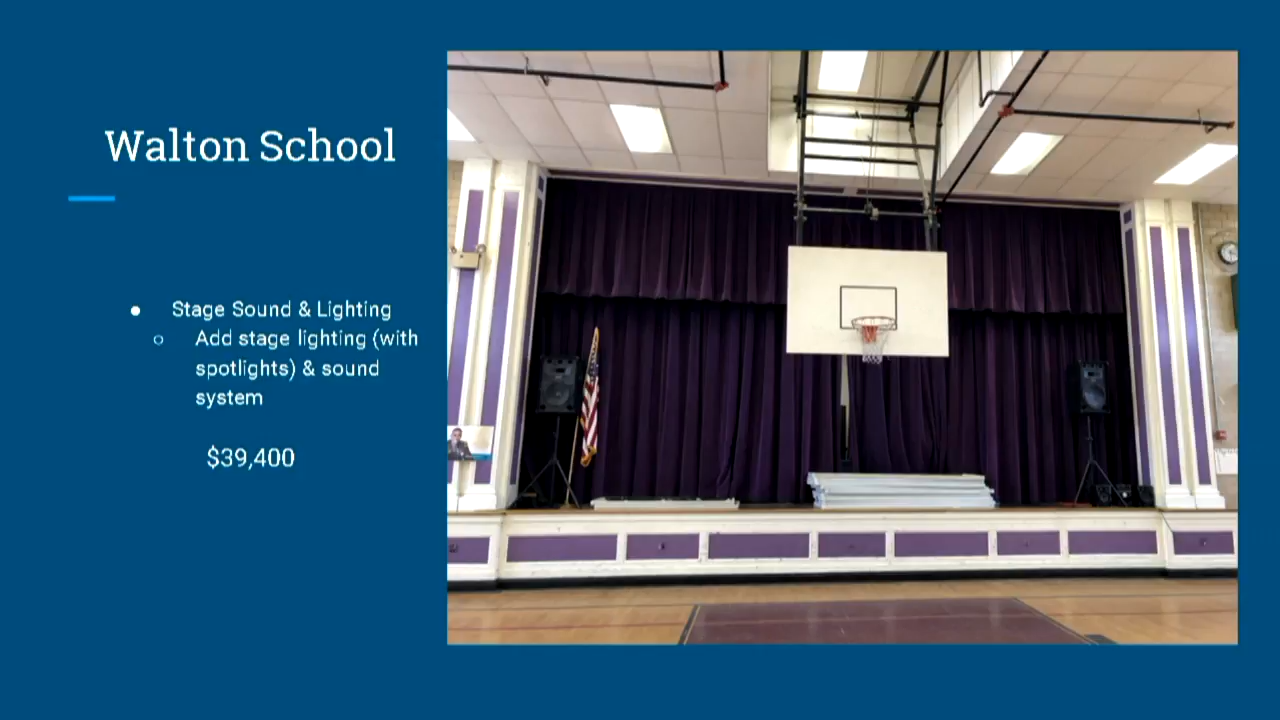 Walton School
● Stage Sound & Lighting
○ Add stage lighting (with
spotlights) & sound
system
$39,400